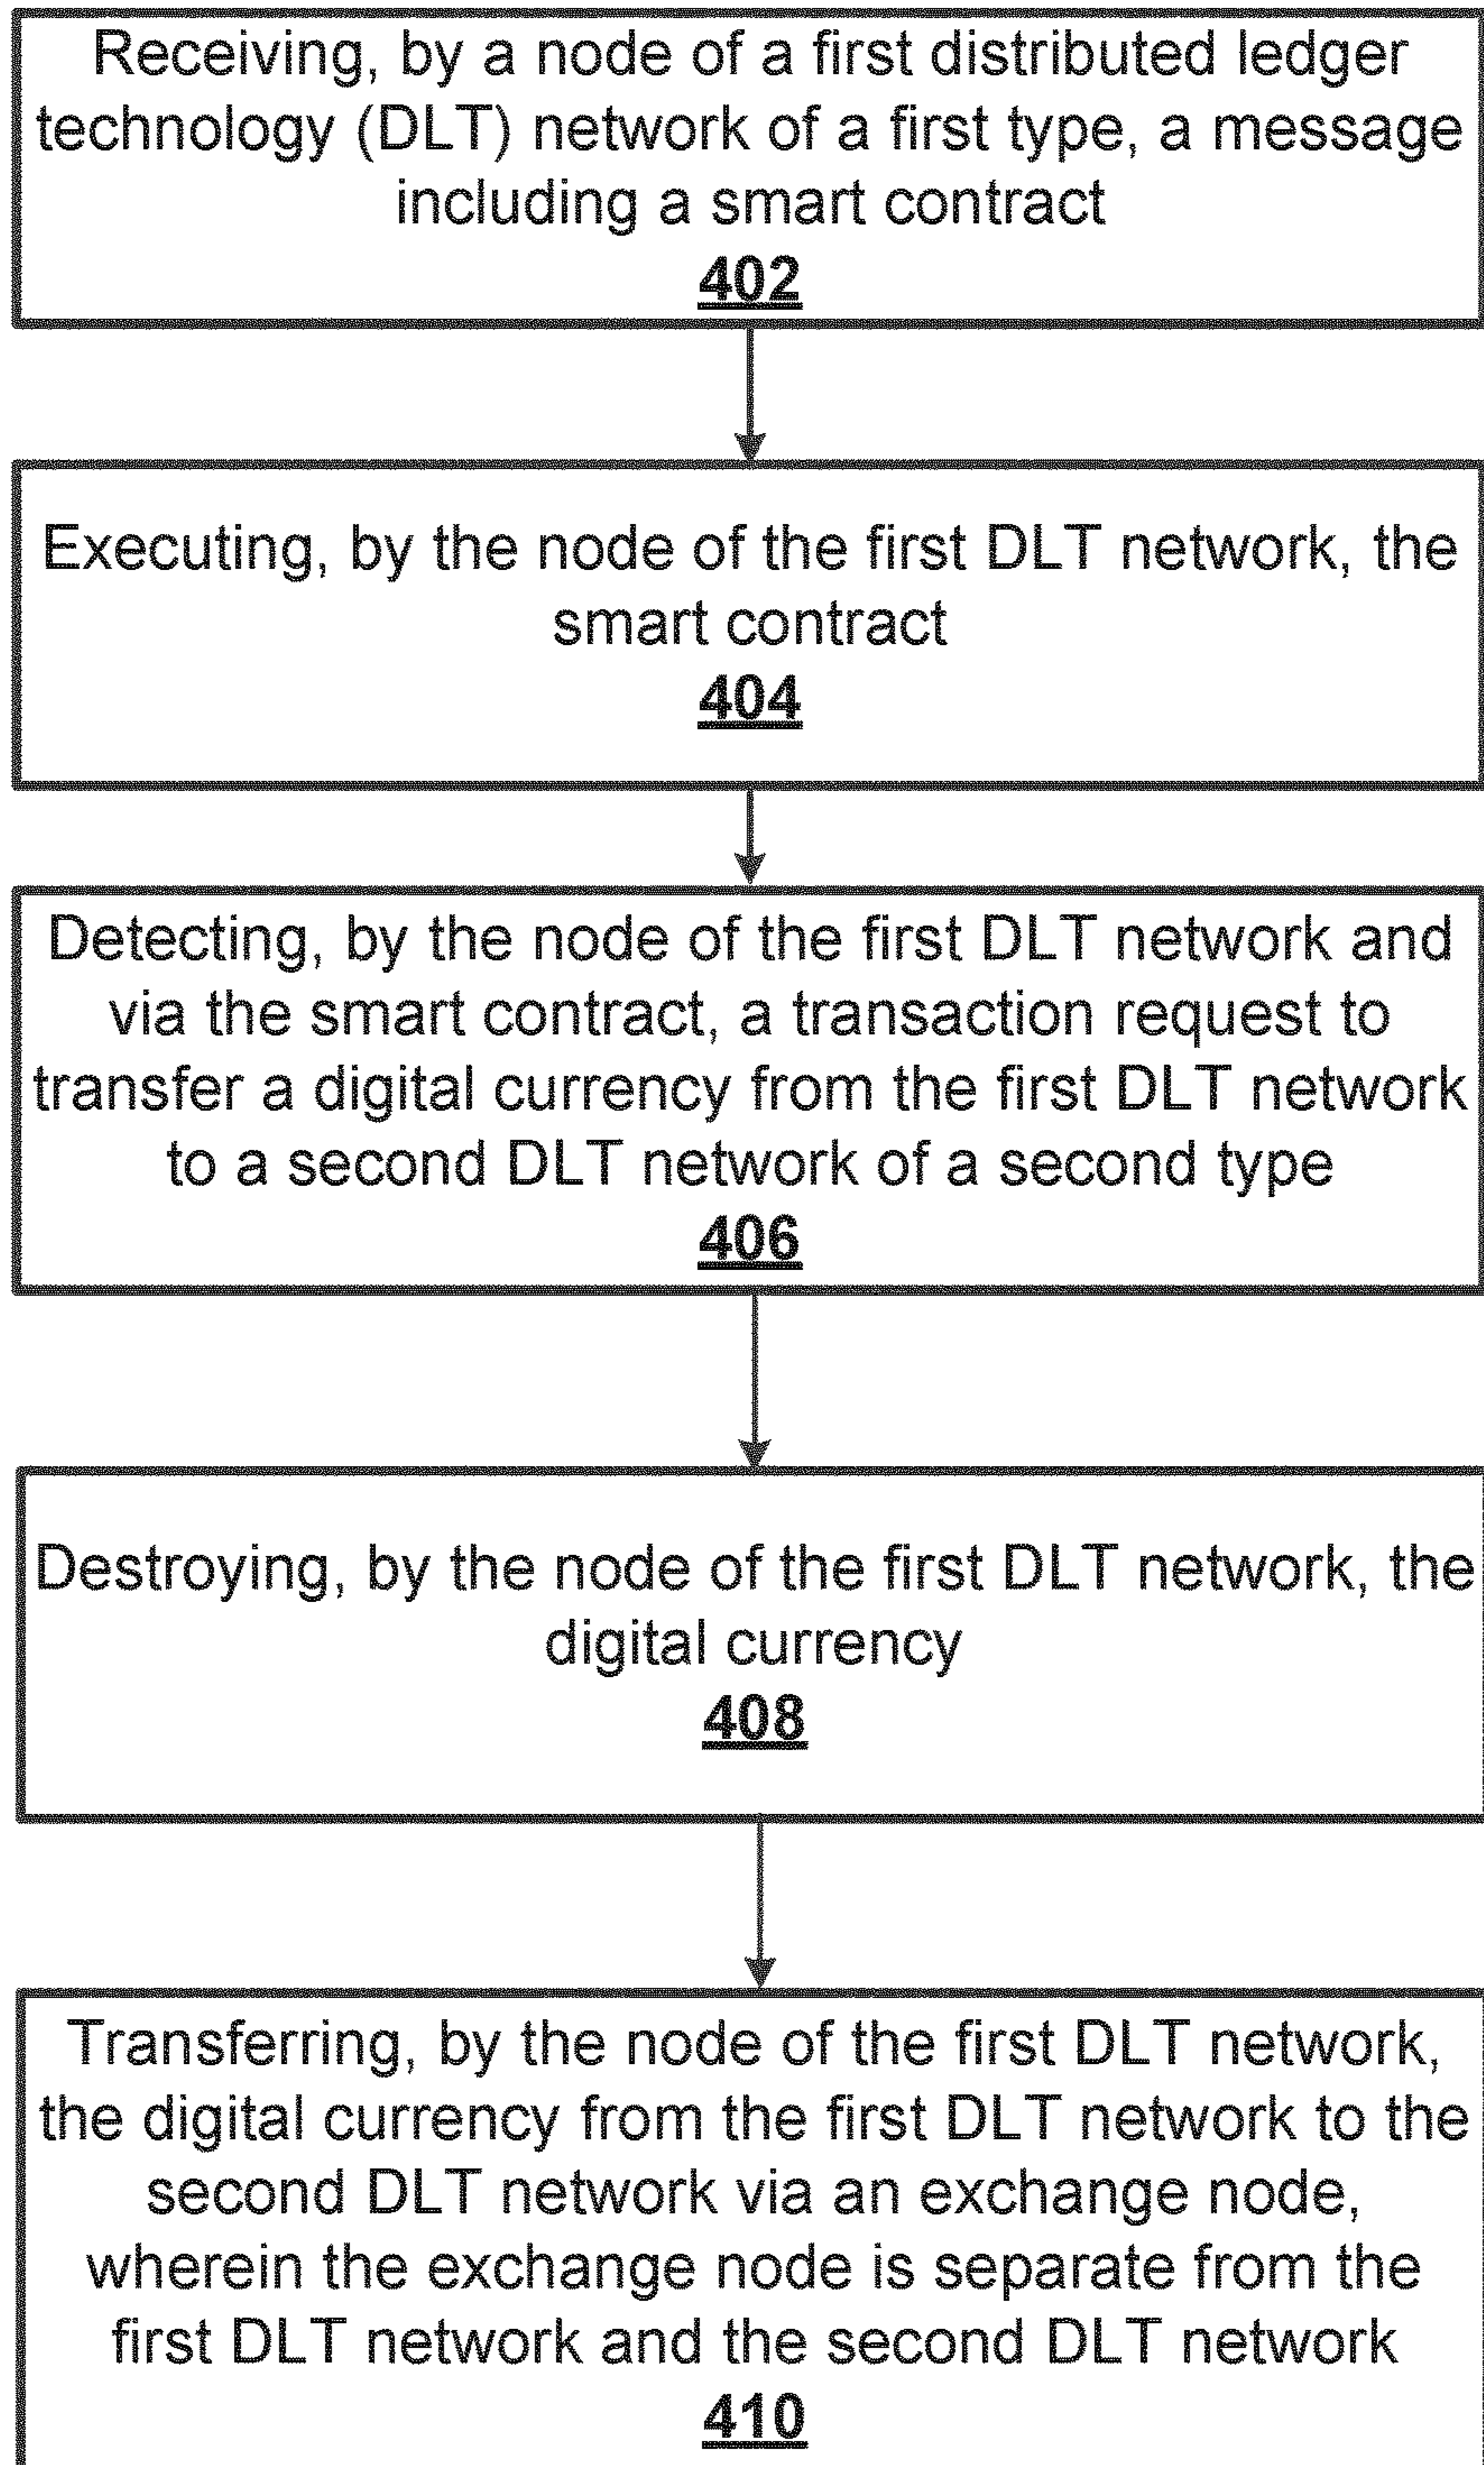 Receiving, by a node of a first distributed ledger
technology (DLT) network of a first type, a message
including a smart contract
402
Executing, by the node of the first DLT network, the
smart contract
404
Detecting, by the node of the first DLT network and
via the smart contract, a transaction request to
transfer a digital currency from the first DLT network
to a second DLT network of a second type
406
Destroying, by the node of the first DLT network, the
digital currency
408
Transferring, by the node of the first DLT network,
the digital currency from the first DLT network to the
second DLT network via an exchange node,
wherein the exchange node is separate from the
first DLT network and the second DLT network
410